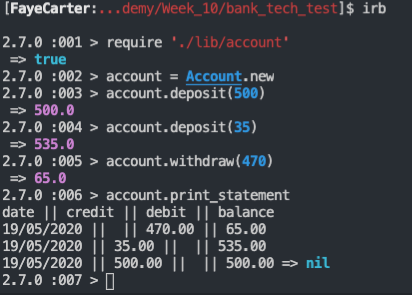 [FayeCarter:...demy/Week_10/bank_tech_test]$ irb
2.7.0 :001 > require './lib/account'
 => true
2.7.0 :002 > account = Account.new
2.7.0 :003 > account.deposit(500)
 => 500.0
2.7.0 :004 > account.deposit(35)
 => 535.0
2.7.0 :005 > account.withdraw(470)
 => 65.0
2.7.0 :006 > account.print_statement
date || credit || debit || balance
19/05/2020 ||  || 470.00 || 65.00
19/05/2020 || 35.00 ||  || 535.00
19/05/2020 || 500.00 ||  || 500.00 => nil
2.7.0 :007 >